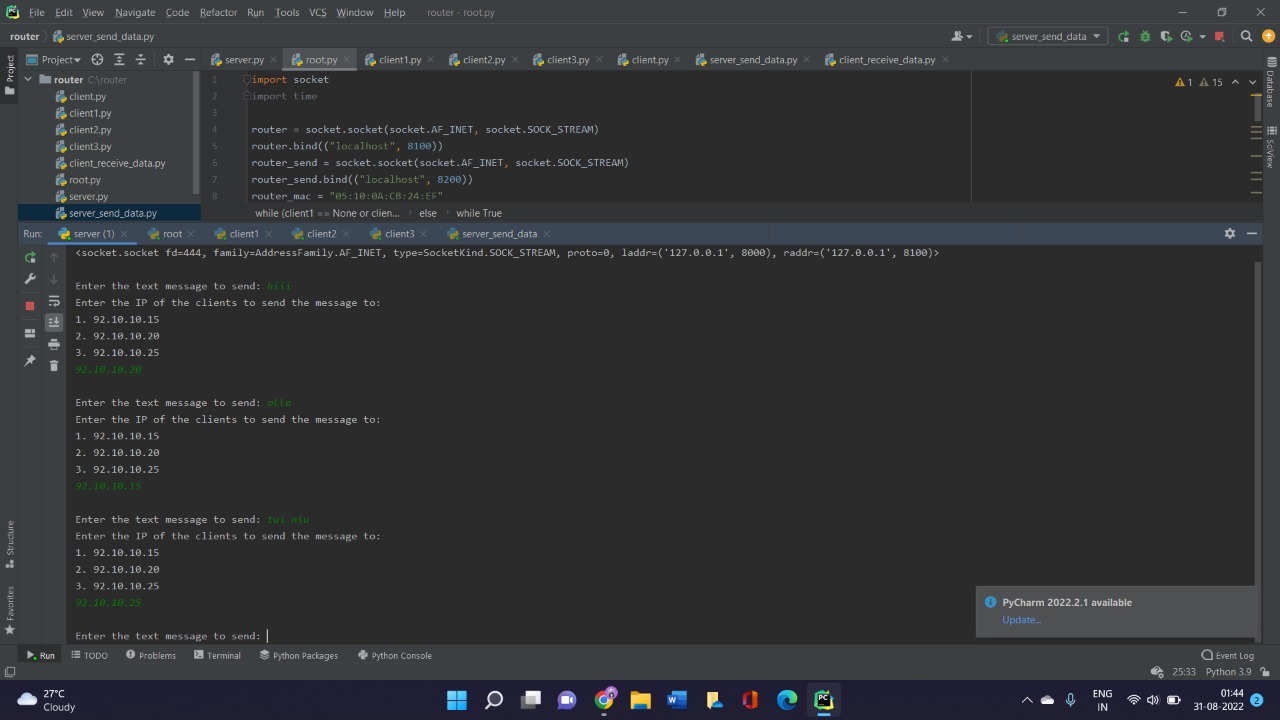 File Edit View Navigate Code Refactor Run Tools VCS Window Help router - root.py
router server_send_data.py server_send_data
Project server.py root.py client1.py client2.py client3.py client.py server_send_data.py client_receive_data.py
router C:\router
client.py
client1.py
client2.py
client3.py
client_receive_data.py
root.py
server.py
server_send_data.py
1 import socket
2 import time
3
4 router = socket.socket(socket.AF_INET, socket.SOCK_STREAM)
5 router.bind(("localhost", 8100))
6 router_send = socket.socket(socket.AF_INET, socket.SOCK_STREAM)
7 router_send.bind(("localhost", 8200))
8 router_mac = "05:10:0A:CB:24:EF"
1 15
while (client1 == None or clien... › else › while True
Project
Structure
Favorites
Database
SciView
Run: server (1) root client1 client2 client3 server_send_data
<socket.socket fd=444, family=AddressFamily.AF_INET, type=SocketKind.SOCK_STREAM, proto=0, laddr=('127.0.0.1', 8000), raddr=('127.0.0.1', 8100)>
Enter the text message to send: hiii
Enter the IP of the clients to send the message to:
1. 92.10.10.15
2. 92.10.10.20
3. 92.10.10.25
92.10.10.20
Enter the text message to send: olla
Enter the IP of the clients to send the message to:
1. 92.10.10.15
2. 92.10.10.20
3. 92.10.10.25
92.10.10.15
Enter the text message to send: tui niu
Enter the IP of the clients to send the message to:
1. 92.10.10.15
2. 92.10.10.20
3. 92.10.10.25
92.10.10.25
Enter the text message to send:
PyCharm 2022.2.1 available
Update...
Run TODO Problems Terminal Python Packages Python Console Event Log
25:33 Python 3.9
27°C
Cloudy
ENG
IN
01:44
31-08-2022
2